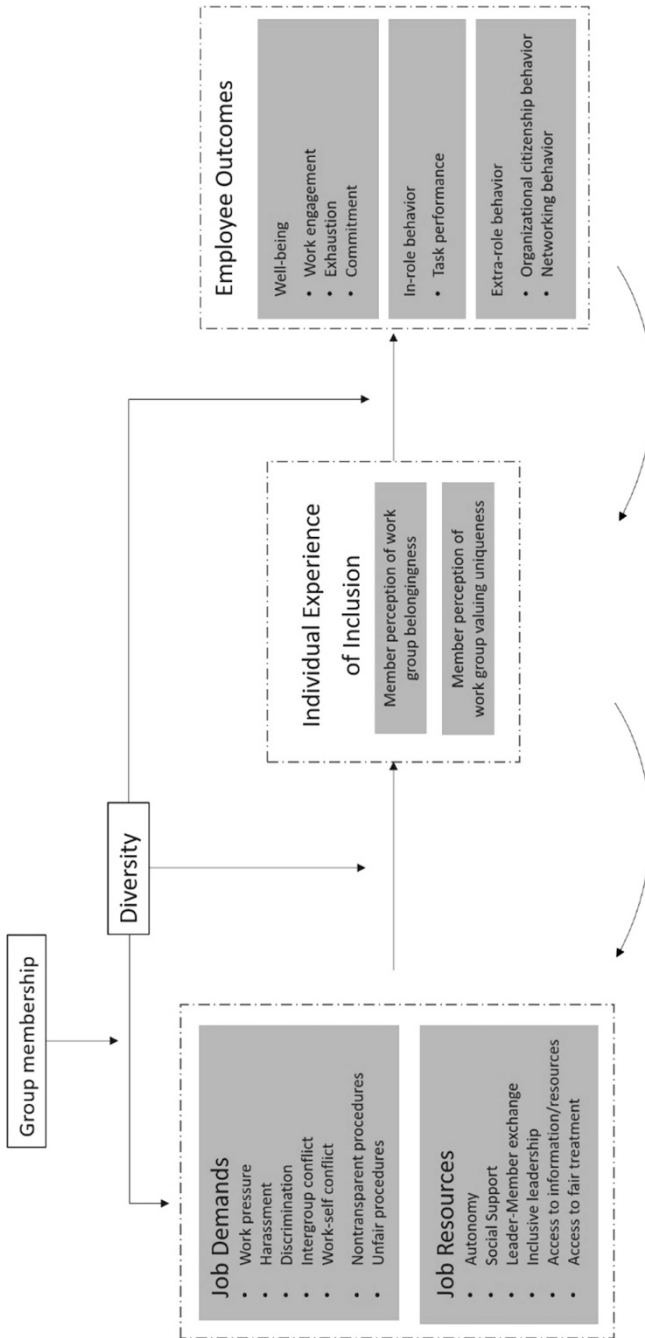 Group membership
Diversity
Job Demands
• Work pressure
• Harassment
• Discrimination
• Intergroup conflict
• Work-self conflict
• Nontransparent procedures
• Unfair procedures
Job Resources
• Autonomy
• Social Support
• Leader-Member exchange
• Inclusive leadership
• Access to information/resources
• Access to fair treatment
Individual Experience
of Inclusion
Member perception of work
group belongingness
Member perception of
work group valuing uniqueness
Employee Outcomes
Well-being
• Work engagement
• Exhaustion
• Commitment
In-role behavior
• Task performance
Extra-role behavior
• Organizational citizenship behavior
• Networking behavior